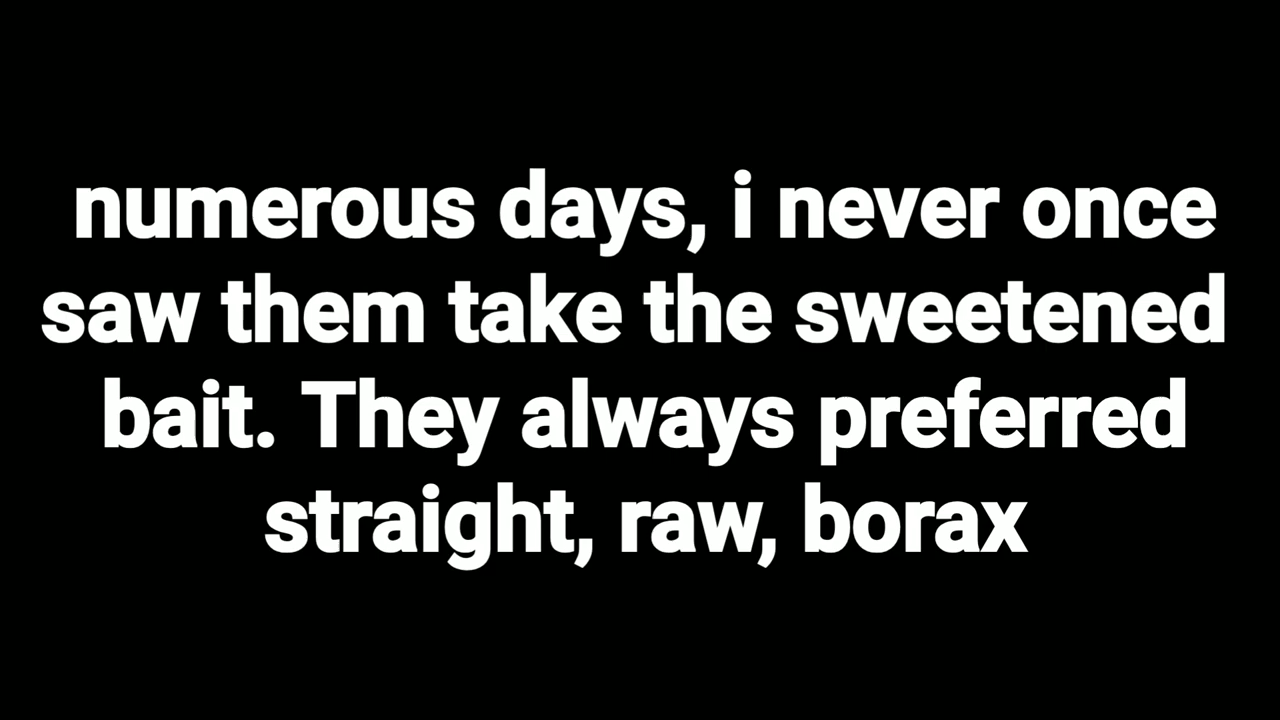 numerous days, i never once
saw them take the sweetened
bait. They always preferred
straight, raw, borax